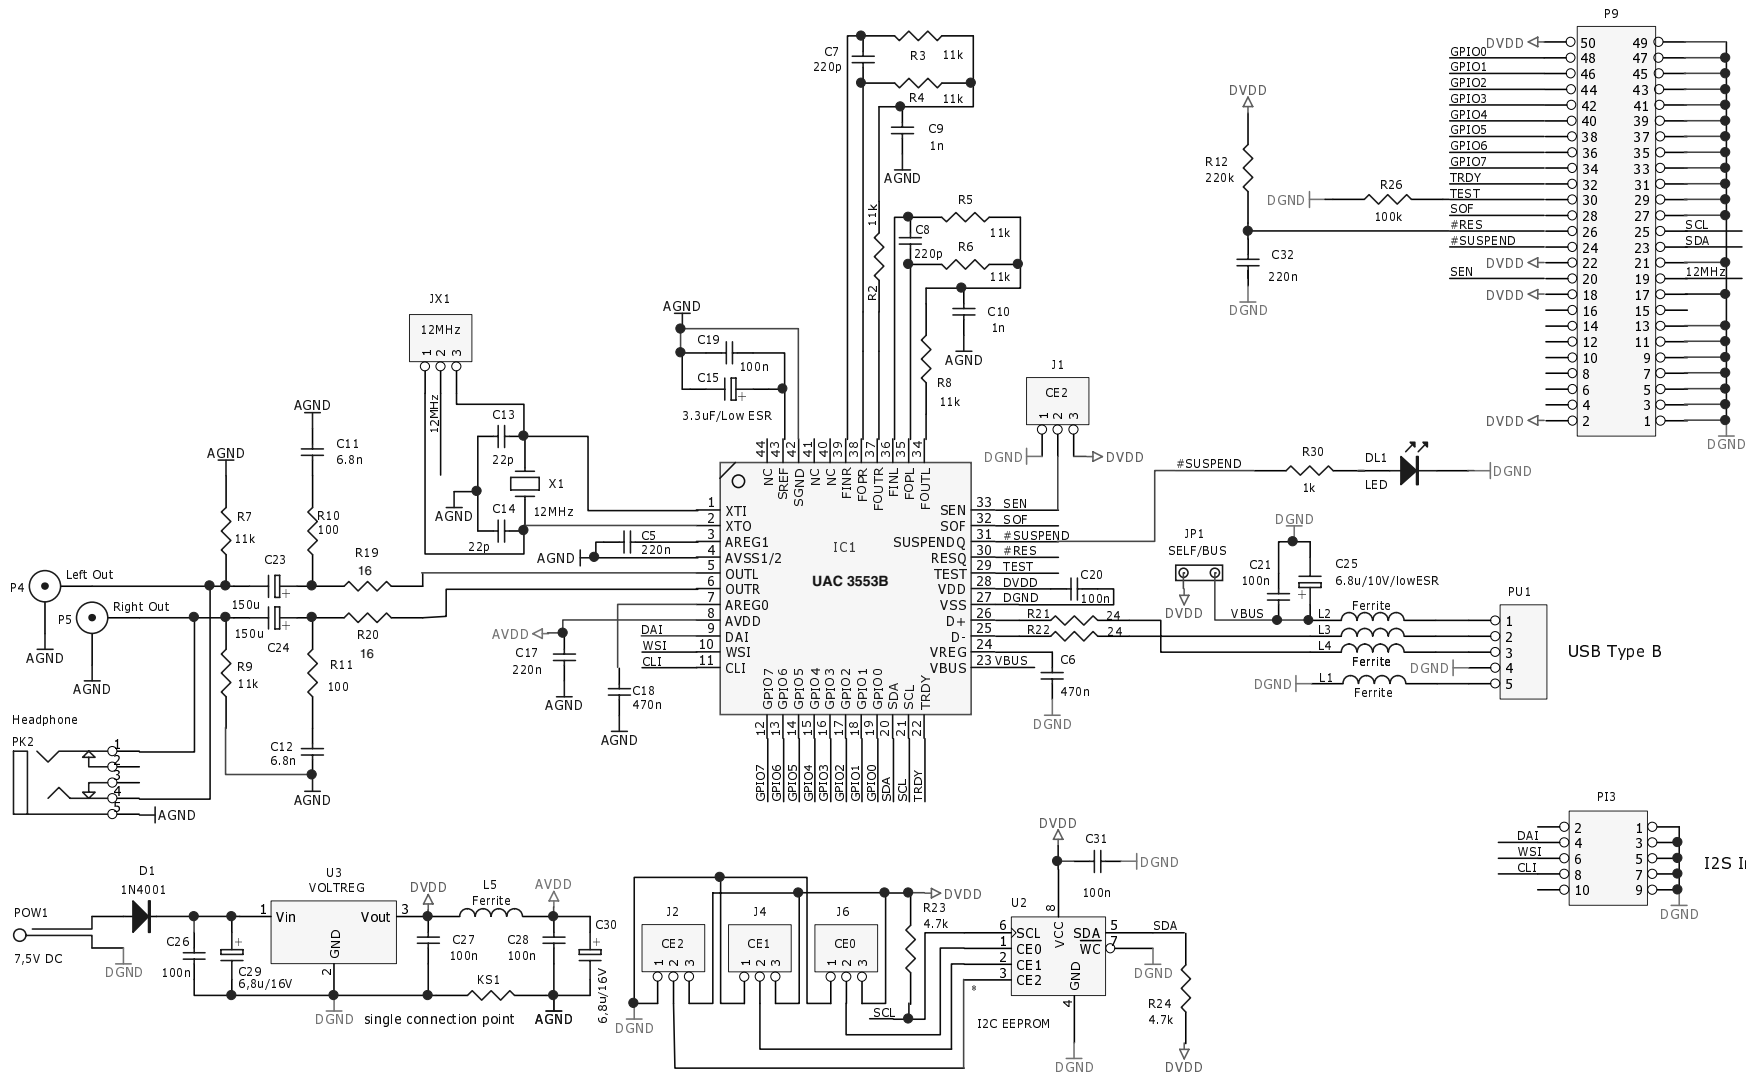 P9
DVDD 50 49
GPIO0 48 47
GPIO1 46 45
GPIO2 44 43
GPIO3 42 41
GPIO4 40 39
GPIO5 38 37
GPIO6 36 35
GPIO7 34 33
TRDY 32 31
TEST 30 29
SOF 28 27
#RES 26 25 SCL
#SUSPEND 24 23 SDA
DVDD 22 21
SEN 20 19 12MHz
DVDD 18 17
16 15
14 13
12 11
10 9
8 7
6 5
4 3
DVDD 2 1
DGND
DVDD
R12
220k
DGND
R26
100k
C32
220n
DGND
C7
220p
R3 11k
R4 11k
C9
1n
AGND
R2 11k
R5
11k
C8
220p
R6
11k
C10
1n
AGND
R8
11k
AGND
C19
100n
C15
+
3.3uF/Low ESR
JX1
12MHz
1 2 3
12MHz
C13
22p
X1
12MHz
C14
22p
AGND
C5
220n
AGND
AGND
C11
6.8n
R10
100
AGND
R7
11k
C23
+
150u
R19
16
P4
Left Out
AGND
P5
Right Out
AGND
150u
+
C24
R20
16
R9
11k
R11
100
C12
6.8n
AGND
Headphone
PK2
1
2
3
4
5
AGND
AVDD
C17
220n
AGND
C18
470n
AGND
DAI
WSI
CLI
IC1
UAC 3553B
44 43 42 41 40 39 38 37 36 35 34
NC SREF SGND NC NC FINR FOPR FOUTR FINL FOPL FOUTL
1 XTI
2 XTO
3 AREG1
4 AVSS1/2
5 OUTL
6 OUTR
7 AREG0
8 AVDD
9 DAI
10 WSI
11 CLI
SEN 33 SEN
SOF 32 SOF
SUSPENDQ 31 #SUSPEND
RESQ 30 #RES
TEST 29 TEST
VDD 28 DVDD
VSS 27 DGND
D+ 26
D- 25
VREG 24
VBUS 23 VBUS
GPIO7 GPIO6 GPIO5 GPIO4 GPIO3 GPIO2 GPIO1 GPIO0 SDA SCL TRDY
12 13 14 15 16 17 18 19 20 21 22
GPIO7 GPIO6 GPIO5 GPIO4 GPIO3 GPIO2 GPIO1 GPIO0 SDA SCL TRDY
J1
CE2
1 2 3
DGND
DVDD
#SUSPEND
R30
1k
DL1
LED
DGND
C20
100n
R21 24
R22 24
C6
470n
DGND
JP1
SELF/BUS
DVDD
VBUS
DGND
C21
100n
C25
6.8u/10V/lowESR
+
L2 Ferrite
L3
L4 Ferrite
DGND
DGND L1
Ferrite
PU1
1
2
3
4
5
USB Type B
PI3
2 1
DAI 4 3
WSI 6 5
CLI 8 7
10 9
DGND
I2S I
POW1
7,5V DC
DGND
D1
1N4001
C26
100n
+
C29
6,8u/16V
U3
VOLTREG
1 Vin
Vout 3
GND
2
DGND
single connection point
DVDD
L5
Ferrite
AVDD
C27
100n
C28
100n
KS1
AGND
C30
+
6,8u/16V
J2
CE2
1 2 3
DGND
J4
CE1
1 2 3
J6
CE0
1 2 3
DVDD
R23
4.7k
SCL
DVDD
C31
100n
DGND
U2
8
VCC
6 SCL
1 CE0
2 CE1
3 CE2
*
SDA 5 SDA
WC 7
GND
4
DGND
I2C EEPROM
DGND
R24
4.7k
DVDD